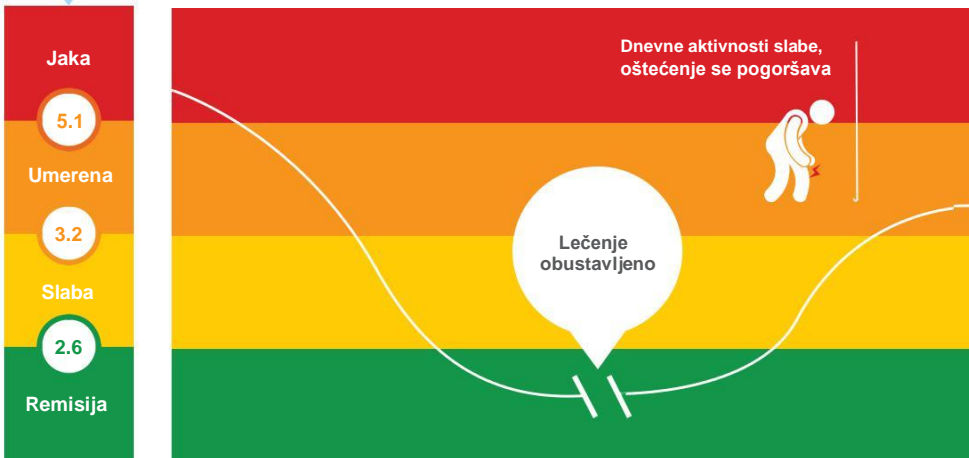 Jaka
5.1
Umerena
3.2
Slaba
2.6
Remisija
Dnevne aktivnosti slabe,
oštećenje se pogoršava
Lečenje
obustavljeno